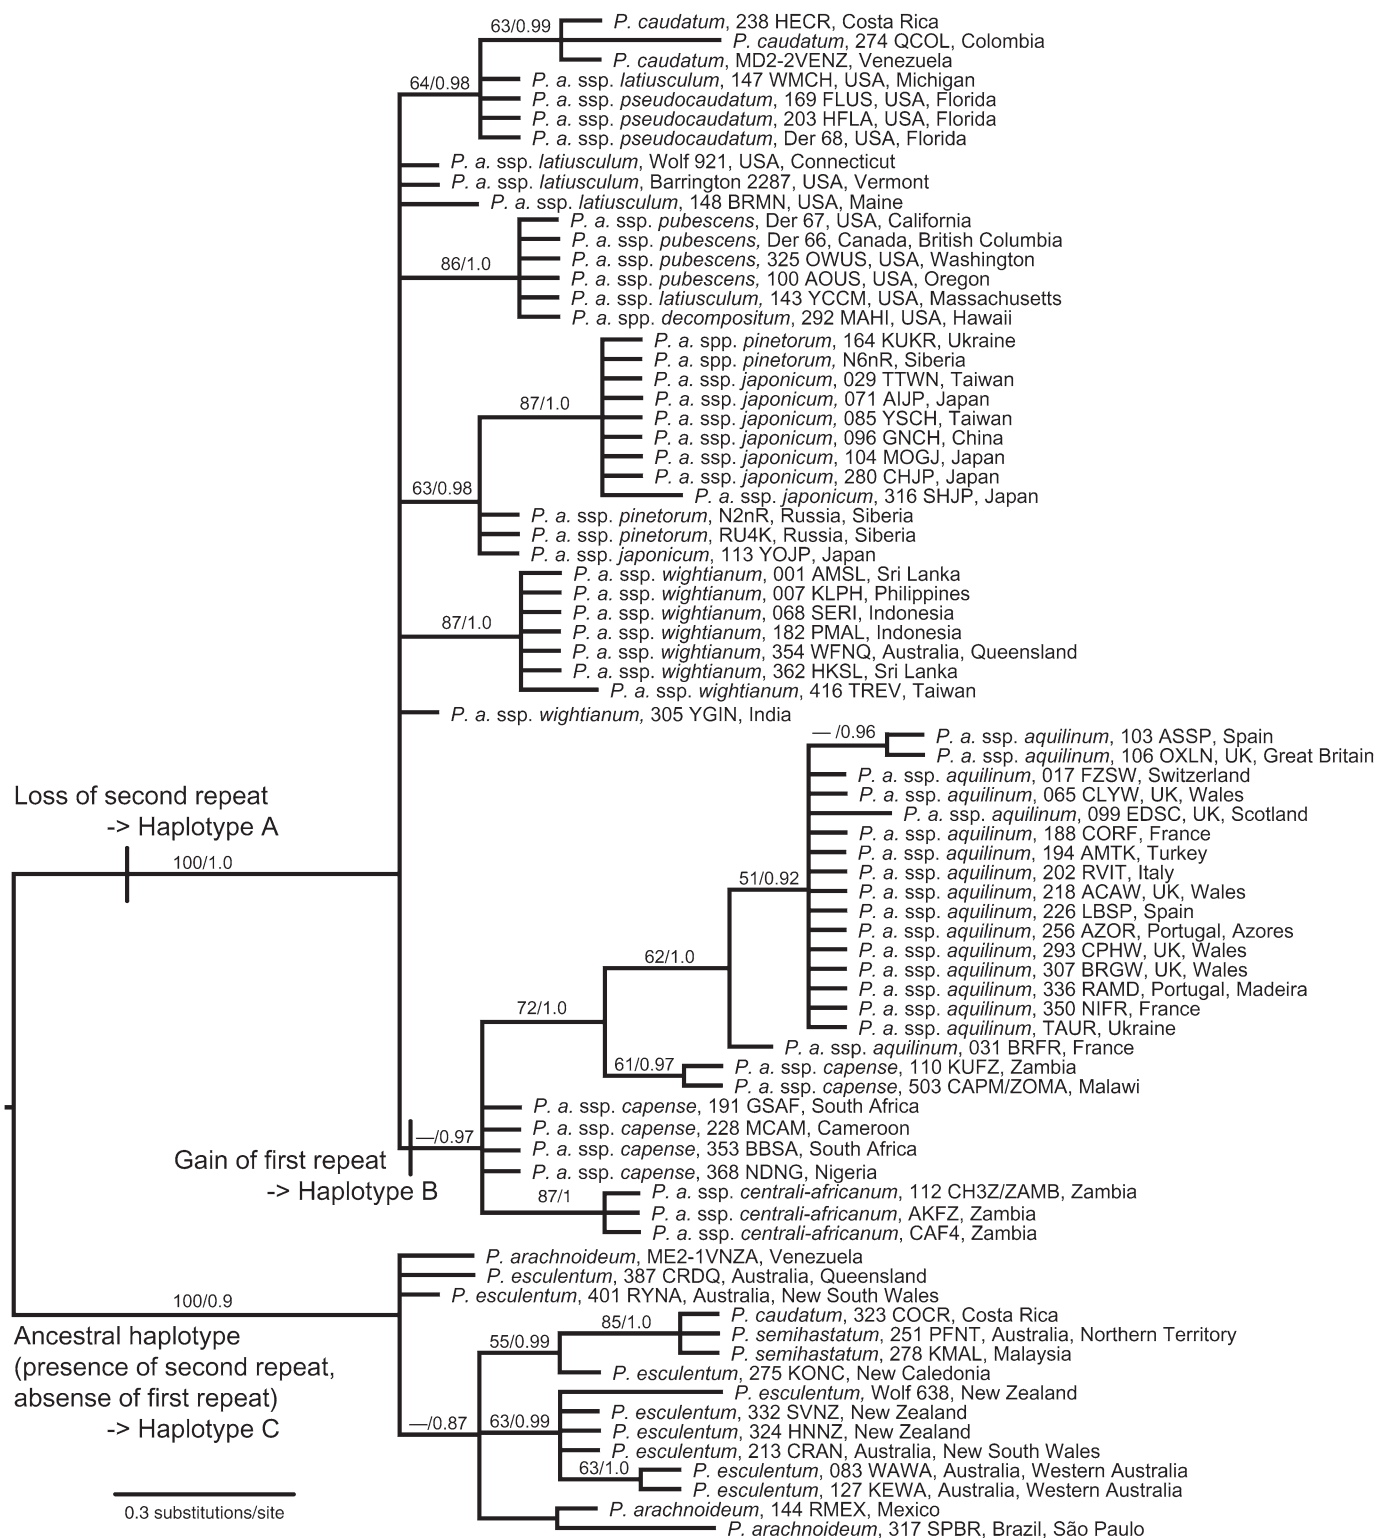 63/0.99
P. caudatum, 238 HECR, Costa Rica
P. caudatum, 274 QCOL, Colombia
P. caudatum, MD2-2VENZ, Venezuela
64/0.98
P. a. ssp. latiusculum, 147 WMCH, USA, Michigan
P. a. ssp. pseudocaudatum, 169 FLUS, USA, Florida
P. a. ssp. pseudocaudatum, 203 HFLA, USA, Florida
P. a. ssp. pseudocaudatum, Der 68, USA, Florida
P. a. ssp. latiusculum, Wolf 921, USA, Connecticut
P. a. ssp. latiusculum, Barrington 2287, USA, Vermont
P. a. ssp. latiusculum, 148 BRMN, USA, Maine
P. a. ssp. pubescens, Der 67, USA, California
P. a. ssp. pubescens, Der 66, Canada, British Columbia
86/1.0
P. a. ssp. pubescens, 325 OWUS, USA, Washington
P. a. ssp. pubescens, 100 AOUS, USA, Oregon
P. a. ssp. latiusculum, 143 YCCM, USA, Massachusetts
P. a. spp. decompositum, 292 MAHI, USA, Hawaii
P. a. spp. pinetorum, 164 KUKR, Ukraine
P. a. spp. pinetorum, N6nR, Siberia
P. a. ssp. japonicum, 029 TTWN, Taiwan
87/1.0
P. a. ssp. japonicum, 071 AIJP, Japan
P. a. ssp. japonicum, 085 YSCH, Taiwan
P. a. ssp. japonicum, 096 GNCH, China
P. a. ssp. japonicum, 104 MOGJ, Japan
P. a. ssp. japonicum, 280 CHJP, Japan
63/0.98
P. a. ssp. japonicum, 316 SHJP, Japan
P. a. ssp. pinetorum, N2nR, Russia, Siberia
P. a. ssp. pinetorum, RU4K, Russia, Siberia
P. a. ssp. japonicum, 113 YOJP, Japan
P. a. ssp. wightianum, 001 AMSL, Sri Lanka
P. a. ssp. wightianum, 007 KLPH, Philippines
P. a. ssp. wightianum, 068 SERI, Indonesia
87/1.0
P. a. ssp. wightianum, 182 PMAL, Indonesia
P. a. ssp. wightianum, 354 WFNQ, Australia, Queensland
P. a. ssp. wightianum, 362 HKSL, Sri Lanka
P. a. ssp. wightianum, 416 TREV, Taiwan
P. a. ssp. wightianum, 305 YGIN, India
— /0.96
P. a. ssp. aquilinum, 103 ASSP, Spain
P. a. ssp. aquilinum, 106 OXLN, UK, Great Britain
P. a. ssp. aquilinum, 017 FZSW, Switzerland
P. a. ssp. aquilinum, 065 CLYW, UK, Wales
P. a. ssp. aquilinum, 099 EDSC, UK, Scotland
P. a. ssp. aquilinum, 188 CORF, France
P. a. ssp. aquilinum, 194 AMTK, Turkey
P. a. ssp. aquilinum, 202 RVIT, Italy
51/0.92
P. a. ssp. aquilinum, 218 ACAW, UK, Wales
P. a. ssp. aquilinum, 226 LBSP, Spain
P. a. ssp. aquilinum, 256 AZOR, Portugal, Azores
P. a. ssp. aquilinum, 293 CPHW, UK, Wales
P. a. ssp. aquilinum, 307 BRGW, UK, Wales
P. a. ssp. aquilinum, 336 RAMD, Portugal, Madeira
P. a. ssp. aquilinum, 350 NIFR, France
P. a. ssp. aquilinum, TAUR, Ukraine
Loss of second repeat
-> Haplotype A
100/1.0
62/1.0
72/1.0
P. a. ssp. aquilinum, 031 BRFR, France
61/0.97
P. a. ssp. capense, 110 KUFZ, Zambia
P. a. ssp. capense, 503 CAPM/ZOMA, Malawi
P. a. ssp. capense, 191 GSAF, South Africa
P. a. ssp. capense, 228 MCAM, Cameroon
—/0.97
P. a. ssp. capense, 353 BBSA, South Africa
P. a. ssp. capense, 368 NDNG, Nigeria
Gain of first repeat
-> Haplotype B
87/1
P. a. ssp. centrali-africanum, 112 CH3Z/ZAMB, Zambia
P. a. ssp. centrali-africanum, AKFZ, Zambia
P. a. ssp. centrali-africanum, CAF4, Zambia
P. arachnoideum, ME2-1VNZA, Venezuela
P. esculentum, 387 CRDQ, Australia, Queensland
P. esculentum, 401 RYNA, Australia, New South Wales
100/0.9
Ancestral haplotype
(presence of second repeat,
absense of first repeat)
-> Haplotype C
85/1.0
P. caudatum, 323 COCR, Costa Rica
P. semihastatum, 251 PFNT, Australia, Northern Territory
55/0.99
P. semihastatum, 278 KMAL, Malaysia
P. esculentum, 275 KONC, New Caledonia
P. esculentum, Wolf 638, New Zealand
P. esculentum, 332 SVNZ, New Zealand
—/0.87
63/0.99
P. esculentum, 324 HNNZ, New Zealand
P. esculentum, 213 CRAN, Australia, New South Wales
63/1.0
P. esculentum, 083 WAWA, Australia, Western Australia
P. esculentum, 127 KEWA, Australia, Western Australia
P. arachnoideum, 144 RMEX, Mexico
P. arachnoideum, 317 SPBR, Brazil, São Paulo
0.3 substitutions/site